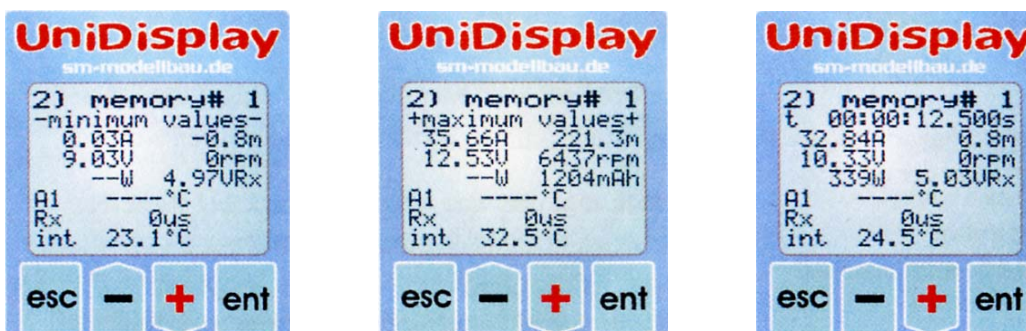 UniDisplay
sm-modellbau.de
2) memory# 1
-minimum values-
0.03A -0.8m
9.03V 0rpm
--W 4.97VRx
A1 ----°C
Rx 0us
int 23.1°C
esc - + ent
UniDisplay
sm-modellbau.de
2) memory# 1
+maximum values+
35.66A 221.3m
12.53V 6437rpm
--W 1204mAh
A1 ----°C
Rx 0us
int 32.5°C
esc - + ent
UniDisplay
sm-modellbau.de
2) memory# 1
t 00:00:12.500s
32.84A 0.8m
10.33V 0rpm
339W 5.03VRx
A1 ----°C
Rx 0us
int 24.5°C
esc - + ent